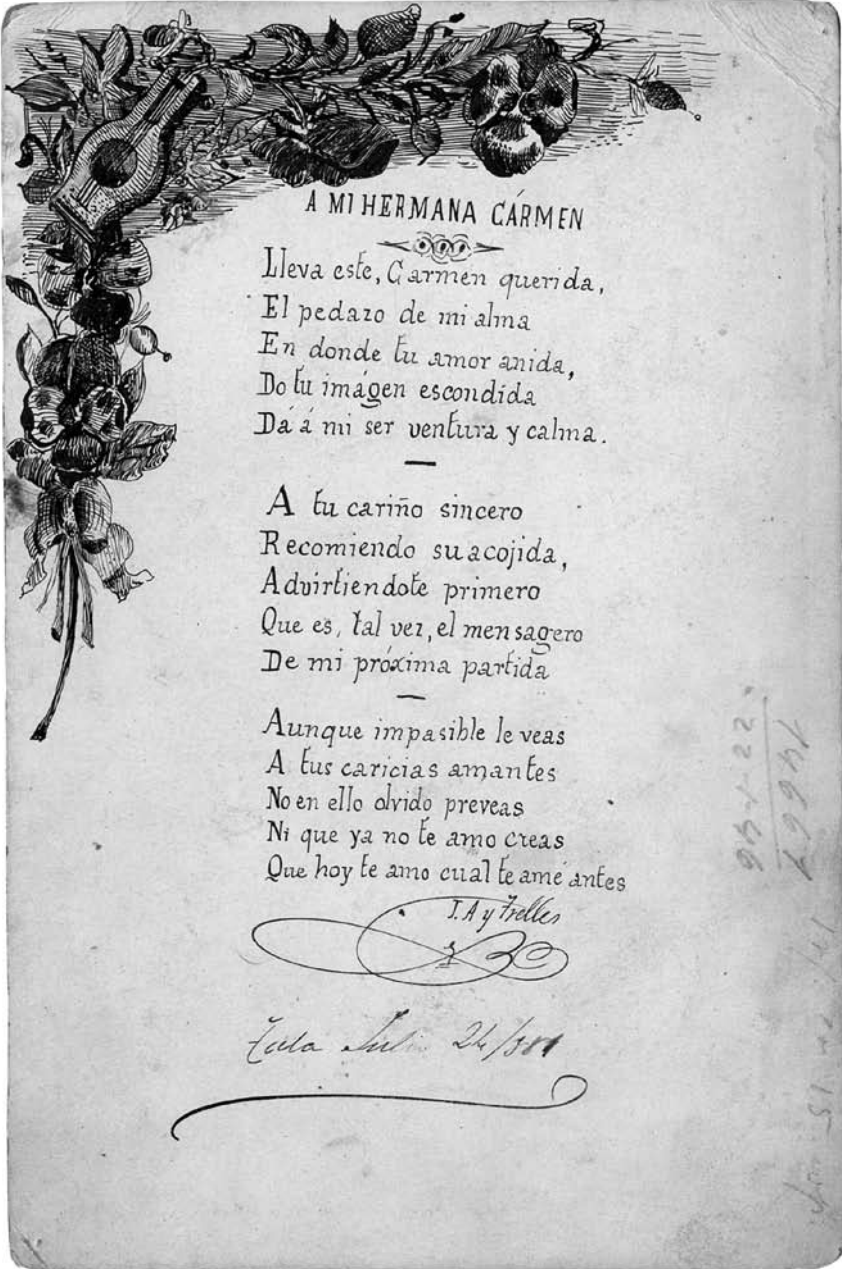 A MI HERMANA CÁRMEN
Lleva este, Carmen querida,
El pedazo de mi alma
En donde tu amor anida,
Do tu imágen escondida
Dá á mi ser ventura y calma.
A tu cariño sincero
Recomiendo su acojida,
Advirtiendote primero
Que es, tal vez, el mensagero
De mi próxima partida
Aunque impasible le veas
A tus caricias amantes
No en ello olvido preveas
Ni que ya no te amo creas
Que hoy te amo cual te amé antes
J. A y Trelles
Julio 24/881